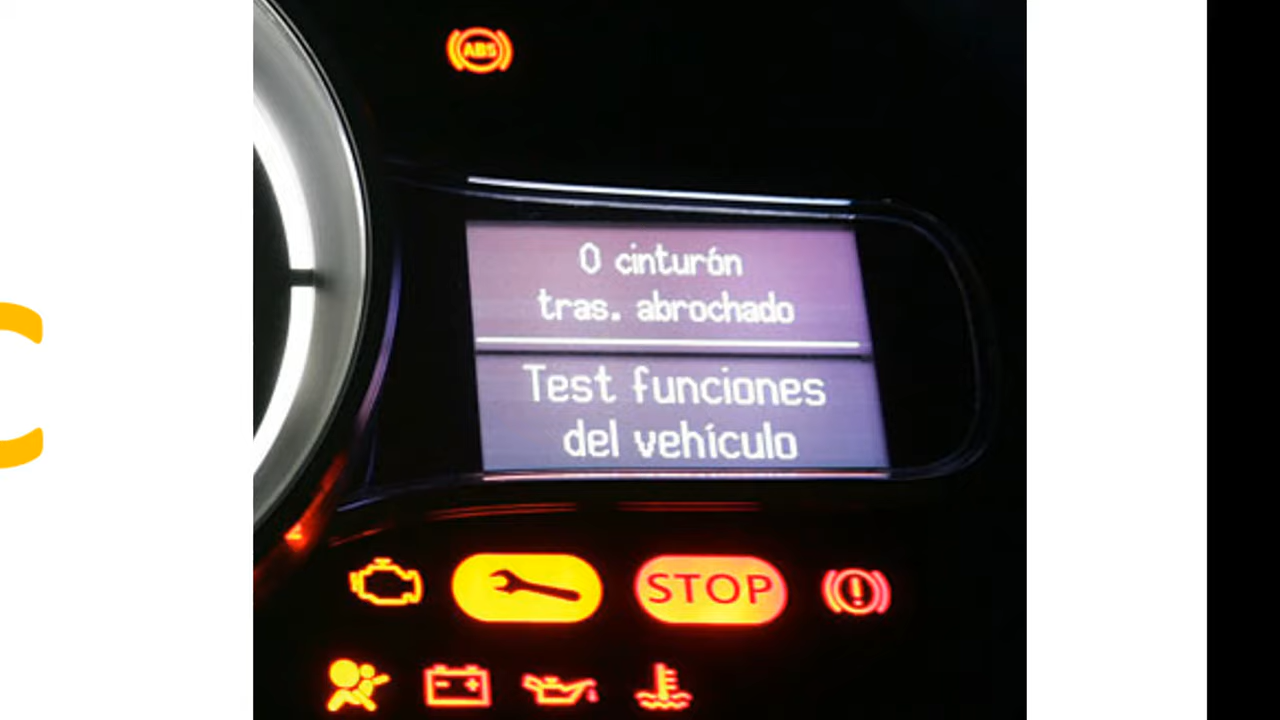 ABS
0 cinturón
tras. abrochado
Test funciones
del vehículo
STOP